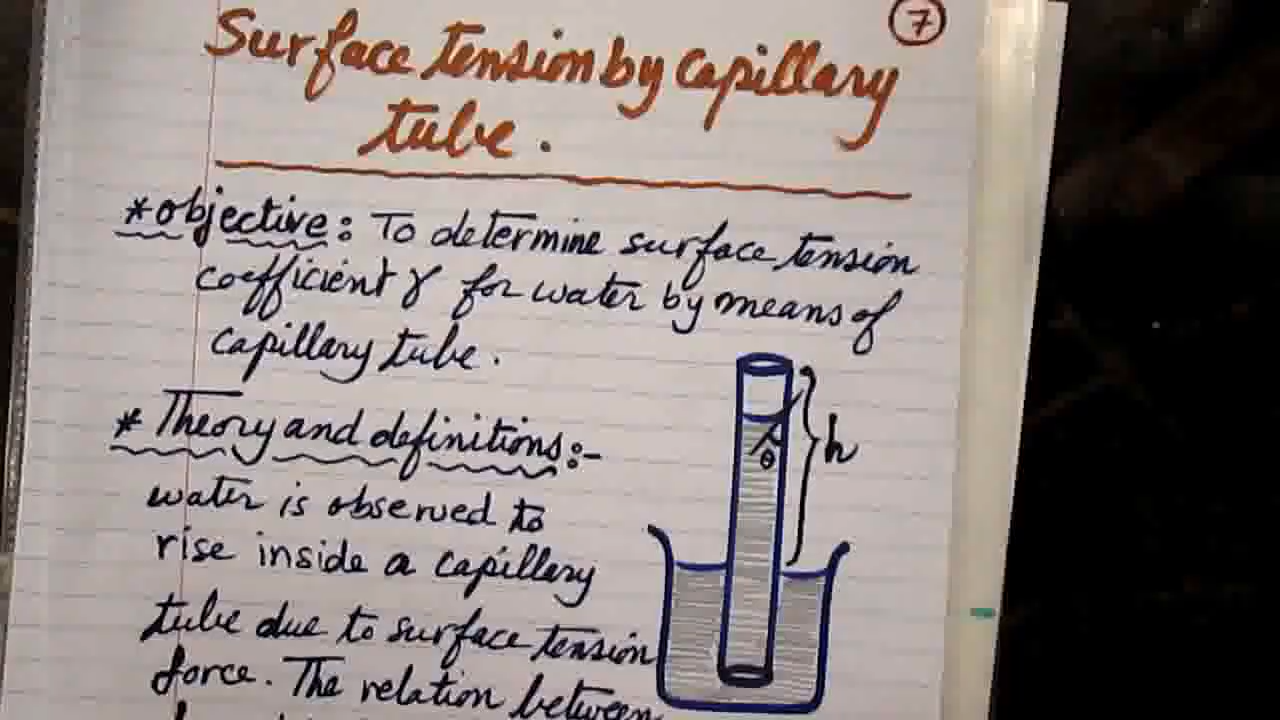 7
Surface tension by capillary
tube.
*objective: To determine surface tension
coefficient γ for water by means of
capillary tube.
* Theory and definitions:-
water is observed to
rise inside a capillary
tube due to surface tension
force. The relation between
h
θ